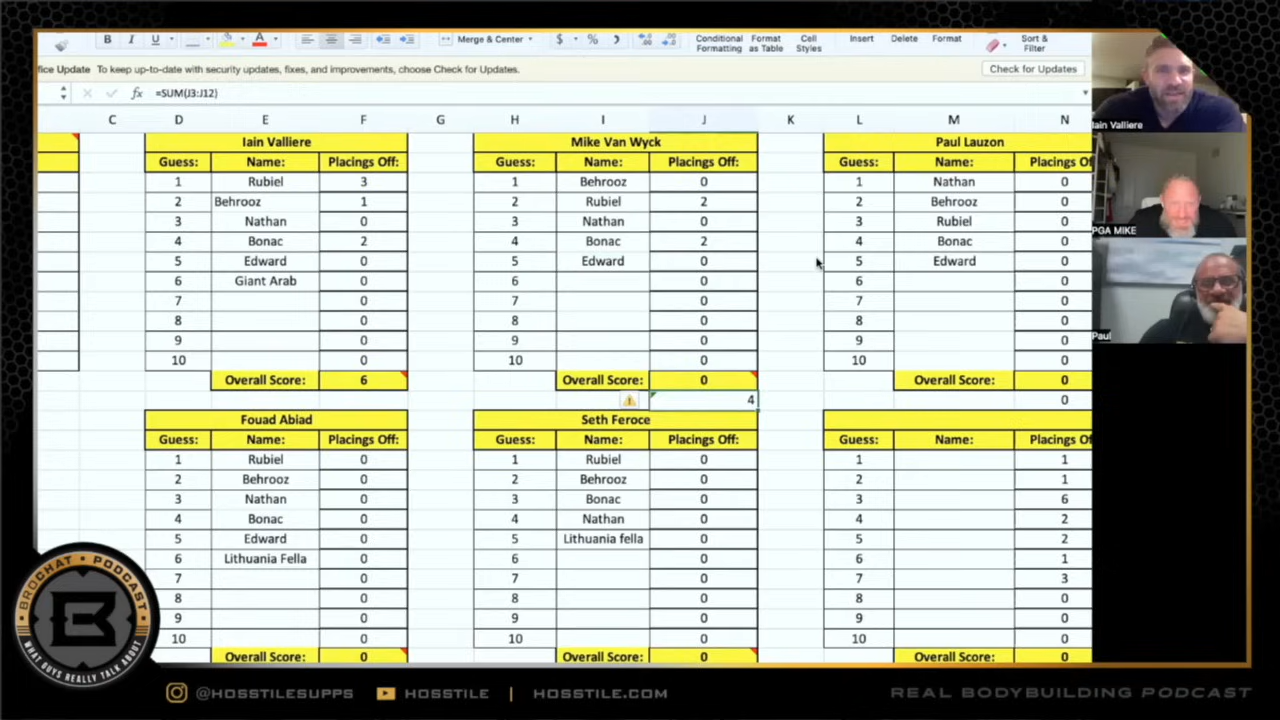 B I U A Merge & Center $ % Conditional Formatting Format as Table Cell Styles Insert Delete Format Sort & Filter
fice Update To keep up-to-date with security updates, fixes, and improvements, choose Check for Updates. Check for Updates
fx =SUM(J3:J12)
C D E F G H I J K L M N
Iain Valliere Mike Van Wyck Paul Lauzon
Guess: Name: Placings Off: Guess: Name: Placings Off: Guess: Name: Placings Of
1 Rubiel 3 1 Behrooz 0 1 Nathan 0
2 Behrooz 1 2 Rubiel 2 2 Behrooz 0
3 Nathan 0 3 Nathan 0 3 Rubiel 0
4 Bonac 2 4 Bonac 2 4 Bonac 0
5 Edward 0 5 Edward 0 5 Edward 0
6 Giant Arab 0 6 0 6 0
7 0 7 0 7 0
8 0 8 0 8 0
9 0 9 0 9 0
10 0 10 0 10 0
Overall Score: 6 Overall Score: 0 Overall Score: 0
4 0
Fouad Abiad Seth Feroce
Guess: Name: Placings Off: Guess: Name: Placings Off: Guess: Name: Placings Of
1 Rubiel 0 1 Rubiel 0 1 1
2 Behrooz 0 2 Behrooz 0 2 1
3 Nathan 0 3 Bonac 0 3 6
4 Bonac 0 4 Nathan 0 4 2
5 Edward 0 5 Lithuania fella 0 5 2
6 Lithuania Fella 0 6 0 6 1
7 0 7 0 7 3
8 0 8 0 8 0
9 0 9 0 9 0
10 0 10 0 10 0
Overall Score: 0 Overall Score: 0 Overall Score: 0
Iain Valliere
PGA MIKE
Paul
BROCHAT PODCAST
B
WHAT GUYS REALLY TALK ABOUT
@HOSSTILESUPPS HOSSTILE | HOSSTILE.COM REAL BODYBUILDING PODCAST